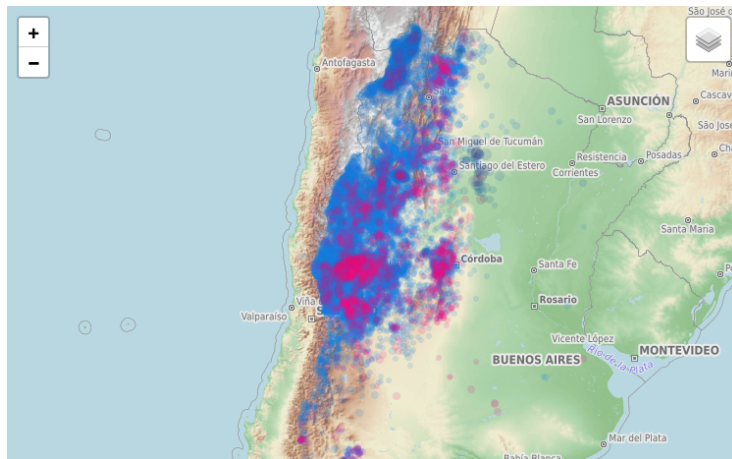 +
−
São José d
Antofagasta
Mari
ASUNCIÓN
Cascav
San Lorenzo
São José
San Miguel de Tucumán
Resistencia
Posadas
Ch
Santiago del Estero
Corrientes
Santa Maria
Córdoba
Santa Fe
Viña
Valparaíso
S
Rosario
Vicente López
BUENOS AIRES
MONTEVIDEO
Río de la Plata
Mar del Plata
Bahía Blanca